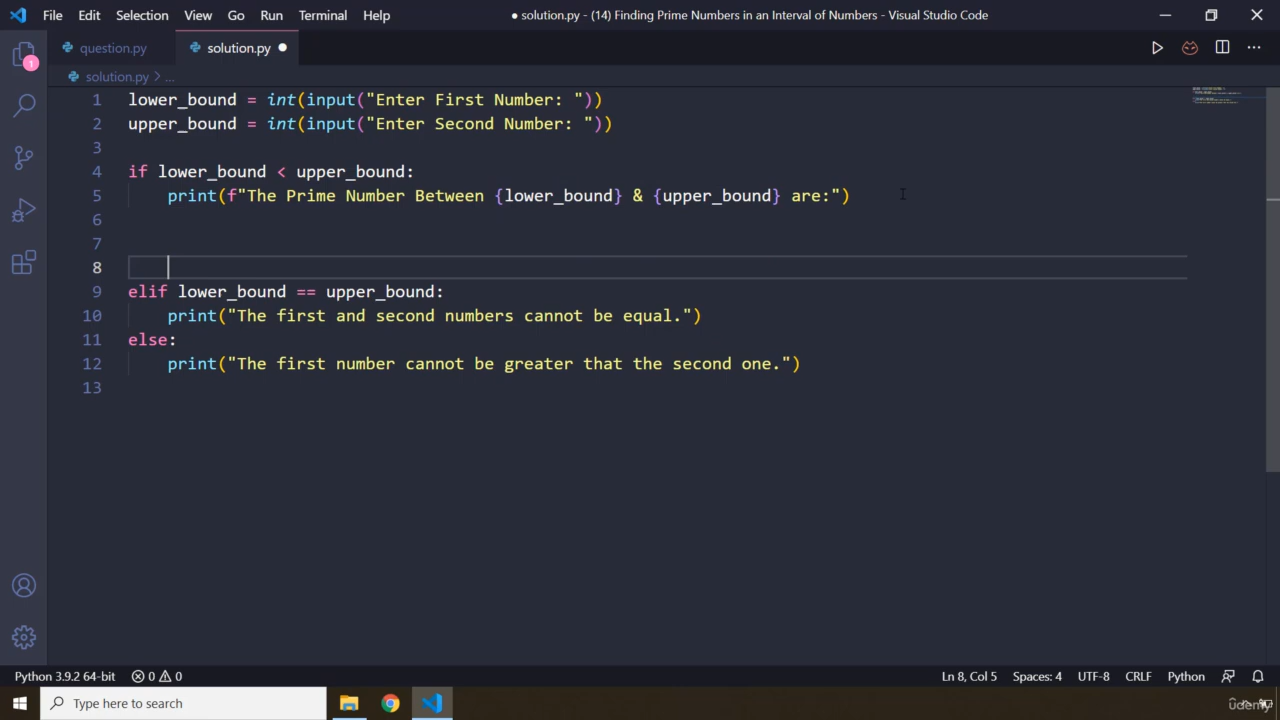 File Edit Selection View Go Run Terminal Help
● solution.py - (14) Finding Prime Numbers in an Interval of Numbers - Visual Studio Code
question.py solution.py ●
solution.py > ...
1 lower_bound = int(input("Enter First Number: "))
2 upper_bound = int(input("Enter Second Number: "))
3
4 if lower_bound < upper_bound:
5 print(f"The Prime Number Between {lower_bound} & {upper_bound} are:")
6
7
8
9 elif lower_bound == upper_bound:
10 print("The first and second numbers cannot be equal.")
11 else:
12 print("The first number cannot be greater that the second one.")
13
1
Python 3.9.2 64-bit 0 0 Ln 8, Col 5 Spaces: 4 UTF-8 CRLF Python
Type here to search
udemy